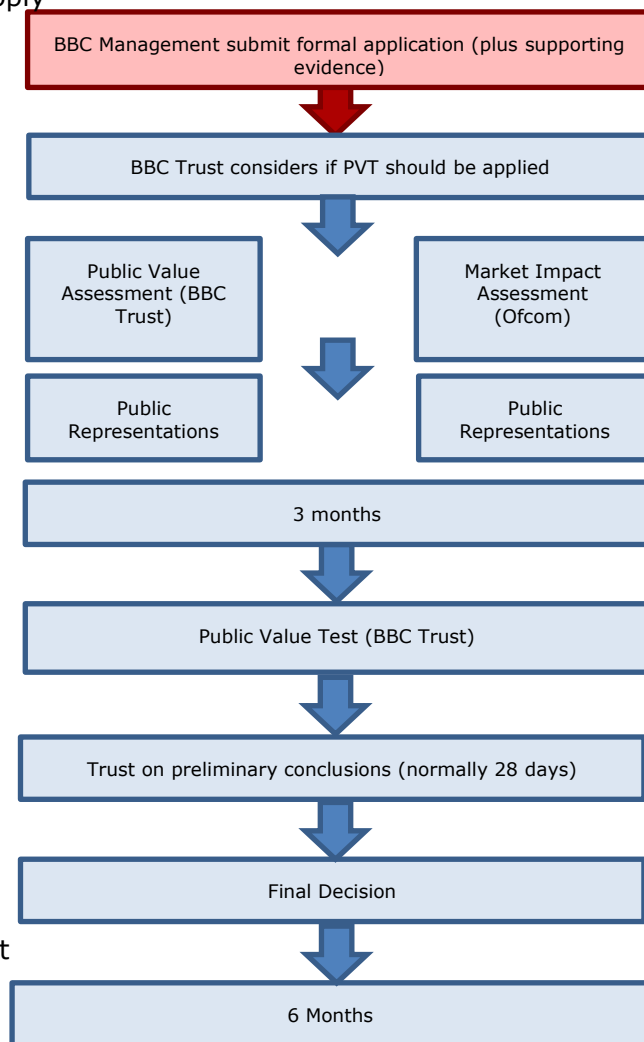 BBC Management submit formal application (plus supporting
evidence)
BBC Trust considers if PVT should be applied
Public Value
Assessment (BBC
Trust)
Market Impact
Assessment
(Ofcom)
Public
Representations
Public
Representations
3 months
Public Value Test (BBC Trust)
Trust on preliminary conclusions (normally 28 days)
Final Decision
6 Months